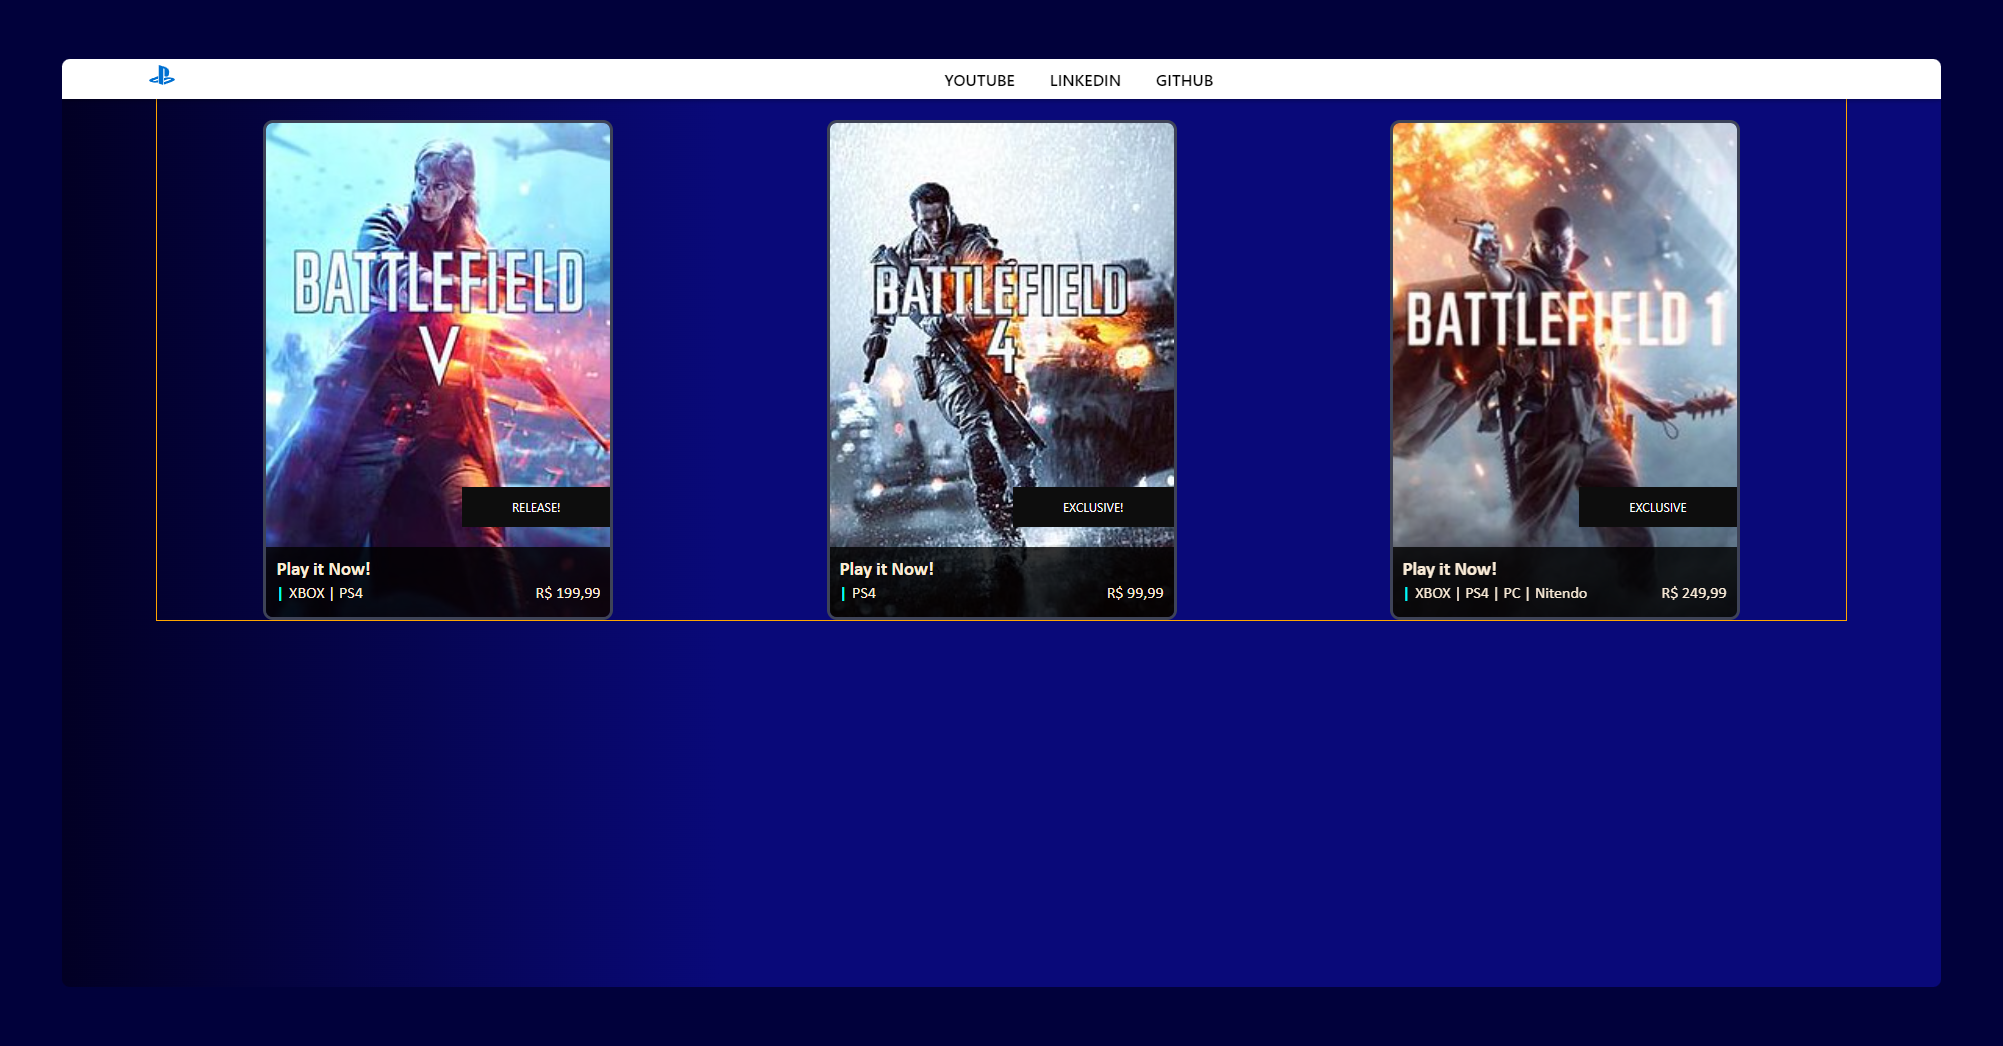 YOUTUBE LINKEDIN GITHUB
BATTLEFIELD
V
RELEASE!
Play it Now!
| XBOX | PS4 R$ 199,99
BATTLEFIELD
4
EXCLUSIVE!
Play it Now!
| PS4 R$ 99,99
BATTLEFIELD 1
EXCLUSIVE
Play it Now!
| XBOX | PS4 | PC | Nitendo R$ 249,99